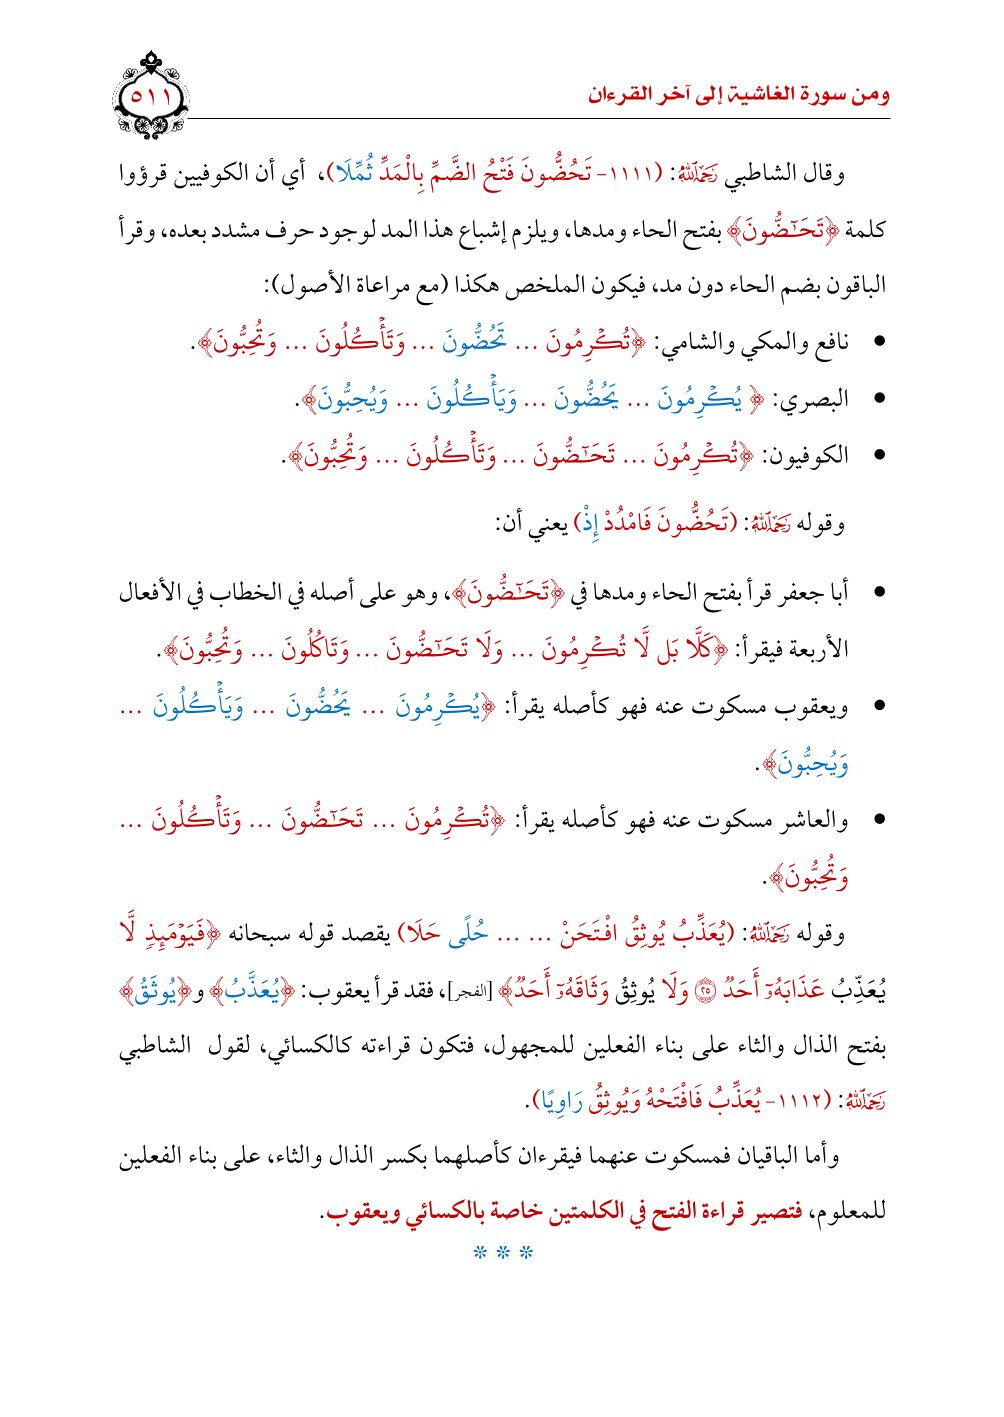 ومن سورة الغاشية إلى آخر القرءان
٥١١
وقال الشاطبي رَحِمَهُ ٱللَّهُ: (١١١١- تَحُضُّونَ فَتْحُ الضَّمِّ بِالْمَدِّ ثُمِّلَا)، أي أن الكوفيين قرؤوا
كلمة ﴿تَحَـٰٓضُّونَ﴾ بفتح الحاء ومدها، ويلزم إشباع هذا المد لوجود حرف مشدد بعده، وقرأ
الباقون بضم الحاء دون مد، فيكون الملخص هكذا (مع مراعاة الأصول):
• نافع والمكي والشامي: ﴿تُكْرِمُونَ ... تَحُضُّونَ ... وَتَأْكُلُونَ ... وَتُحِبُّونَ﴾.
• البصري: ﴿ يُكْرِمُونَ ... يَحُضُّونَ ... وَيَأْكُلُونَ ... وَيُحِبُّونَ﴾.
• الكوفيون: ﴿تُكْرِمُونَ ... تَحَـٰٓضُّونَ ... وَتَأْكُلُونَ ... وَتُحِبُّونَ﴾.
وقوله رَحِمَهُ ٱللَّهُ: (تَحُضُّونَ فَامْدُدْ إِذْ) يعني أن:
• أبا جعفر قرأ بفتح الحاء ومدها في ﴿تَحَـٰٓضُّونَ﴾، وهو على أصله في الخطاب في الأفعال
الأربعة فيقرأ: ﴿كَلَّا بَل لَّا تُكْرِمُونَ ... وَلَا تَحَـٰٓضُّونَ ... وَتَاكُلُونَ ... وَتُحِبُّونَ﴾.
• ويعقوب مسكوت عنه فهو كأصله يقرأ: ﴿يُكْرِمُونَ ... يَحُضُّونَ ... وَيَأْكُلُونَ ...
وَيُحِبُّونَ﴾.
• والعاشر مسكوت عنه فهو كأصله يقرأ: ﴿تُكْرِمُونَ ... تَحَـٰٓضُّونَ ... وَتَأْكُلُونَ ...
وَتُحِبُّونَ﴾.
وقوله رَحِمَهُ ٱللَّهُ: (يُعَذِّبُ يُوثِقُ افْتَحَنْ ... ... حُلًى حَلَا) يقصد قوله سبحانه ﴿فَيَوْمَئِذٍ لَّا
يُعَذِّبُ عَذَابَهُۥٓ أَحَدٌ ۝٢٥ وَلَا يُوثِقُ وَثَاقَهُۥٓ أَحَدٌ﴾ [الفجر]، فقد قرأ يعقوب: ﴿يُعَذَّبُ﴾ و﴿يُوثَقُ﴾
بفتح الذال والثاء على بناء الفعلين للمجهول، فتكون قراءته كالكسائي، لقول الشاطبي
رَحِمَهُ ٱللَّهُ: (١١١٢- يُعَذِّبُ فَافْتَحْهُ وَيُوثِقُ رَاوِيًا).
وأما الباقيان فمسكوت عنهما فيقرءان كأصلهما بكسر الذال والثاء، على بناء الفعلين
للمعلوم، فتصير قراءة الفتح في الكلمتين خاصة بالكسائي ويعقوب.
* * *